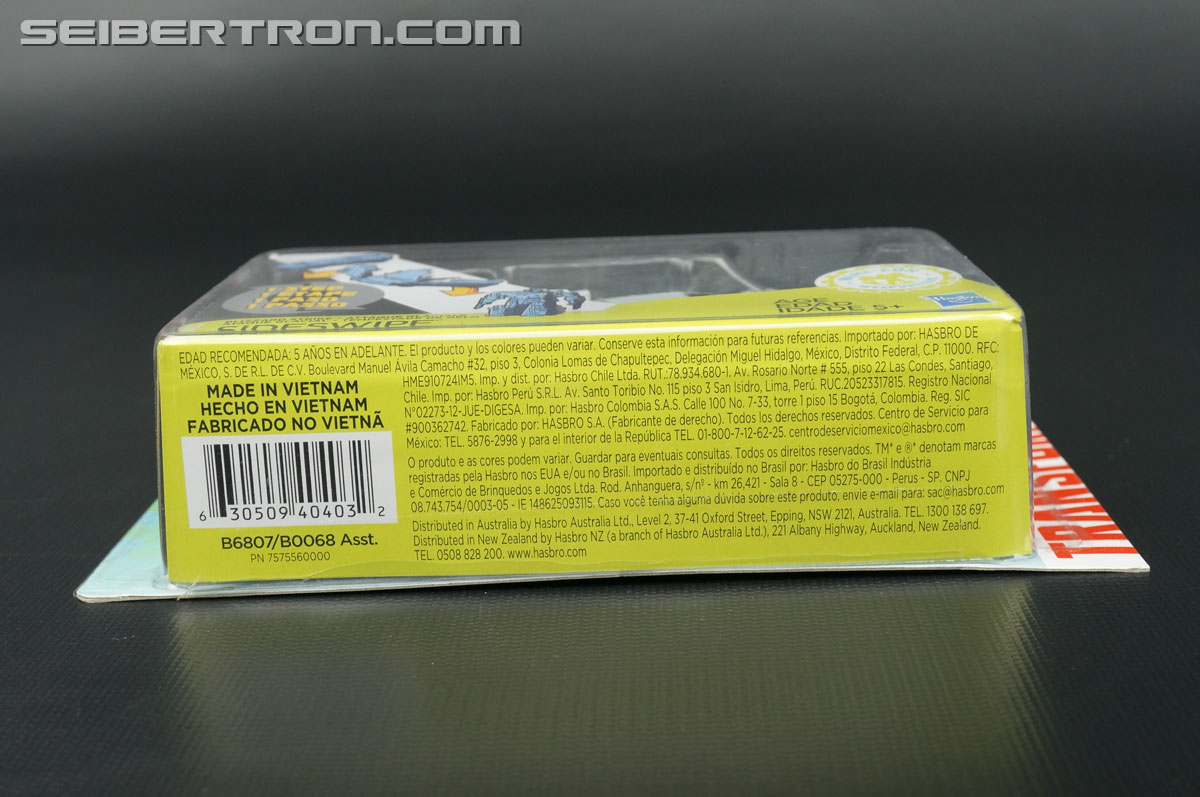 SEIBERTRON.com
STEP
SIDESWIPE
AGE
EDAD
IDADE 5+
Hasbro
EDAD RECOMENDADA: 5 AÑOS EN ADELANTE. El producto y los colores pueden variar. Conserve esta información para futuras referencias. Importado por: HASBRO DE
MÉXICO, S. DE R.L. DE C.V. Boulevard Manuel Ávila Camacho #32, piso 3, Colonia Lomas de Chapultepec, Delegación Miguel Hidalgo, México, Distrito Federal, C.P. 11000. RFC:
HME910724IM5. Imp. y dist. por: Hasbro Chile Ltda. RUT.:78.934.680-1. Av. Rosario Norte # 555, piso 22 Las Condes, Santiago,
Chile. Imp. por: Hasbro Perú S.R.L. Av. Santo Toribio No. 115 piso 3 San Isidro, Lima, Perú. RUC.20523317815. Registro Nacional
N°02273-12-JUE-DIGESA. Imp. por: Hasbro Colombia S.A.S. Calle 100 No. 7-33, torre 1 piso 15 Bogotá, Colombia. Reg. SIC
#900362742. Fabricado por: HASBRO S.A. (Fabricante de derecho). Todos los derechos reservados. Centro de Servicio para
México: TEL. 5876-2998 y para el interior de la República TEL. 01-800-7-12-62-25. centrodeserviciomexico@hasbro.com
MADE IN VIETNAM
HECHO EN VIETNAM
FABRICADO NO VIETNÃ
6 30509 40403 2
B6807/B0068 Asst.
PN 7575560000
O produto e as cores podem variar. Guardar para eventuais consultas. Todos os direitos reservados. TM* e ®* denotam marcas
registradas pela Hasbro nos EUA e/ou no Brasil. Importado e distribuído no Brasil por: Hasbro do Brasil Indústria
e Comércio de Brinquedos e Jogos Ltda. Rod. Anhanguera, s/nº - km 26,421 - Sala 8 - CEP 05275-000 - Perus - SP. CNPJ
08.743.754/0003-05 - IE 148625093115. Caso você tenha alguma dúvida sobre este produto, envie e-mail para: sac@hasbro.com
Distributed in Australia by Hasbro Australia Ltd., Level 2, 37-41 Oxford Street, Epping, NSW 2121, Australia. TEL. 1300 138 697.
Distributed in New Zealand by Hasbro NZ (a branch of Hasbro Australia Ltd.), 221 Albany Highway, Auckland, New Zealand.
TEL. 0508 828 200. www.hasbro.com